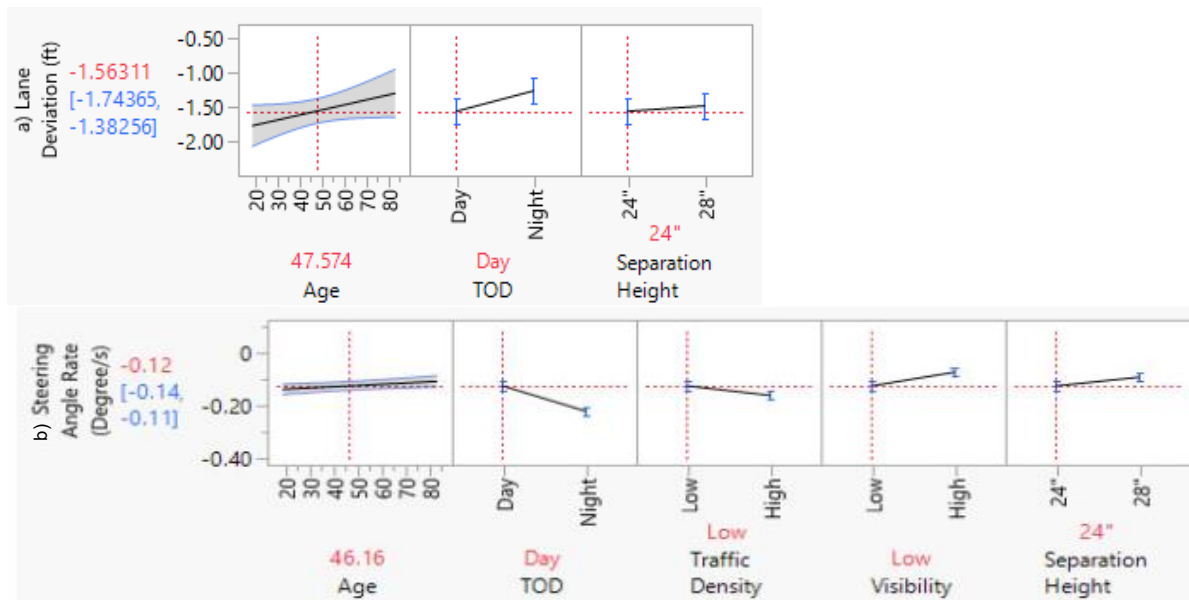 a) Lane
Deviation (ft)
-1.56311
[-1.74365,
-1.38256]
-0.50
-1.00
-1.50
-2.00
20 30 40 50 60 70 80
Day Night
24" 28"
47.574
Age
Day
TOD
24"
Separation
Height
b) Steering
Angle Rate
(Degree/s)
-0.12
[-0.14,
-0.11]
0
-0.20
-0.40
20 30 40 50 60 70 80
Day Night
Low High
Low High
24" 28"
46.16
Age
Day
TOD
Low
Traffic
Density
Low
Visibility
24"
Separation
Height